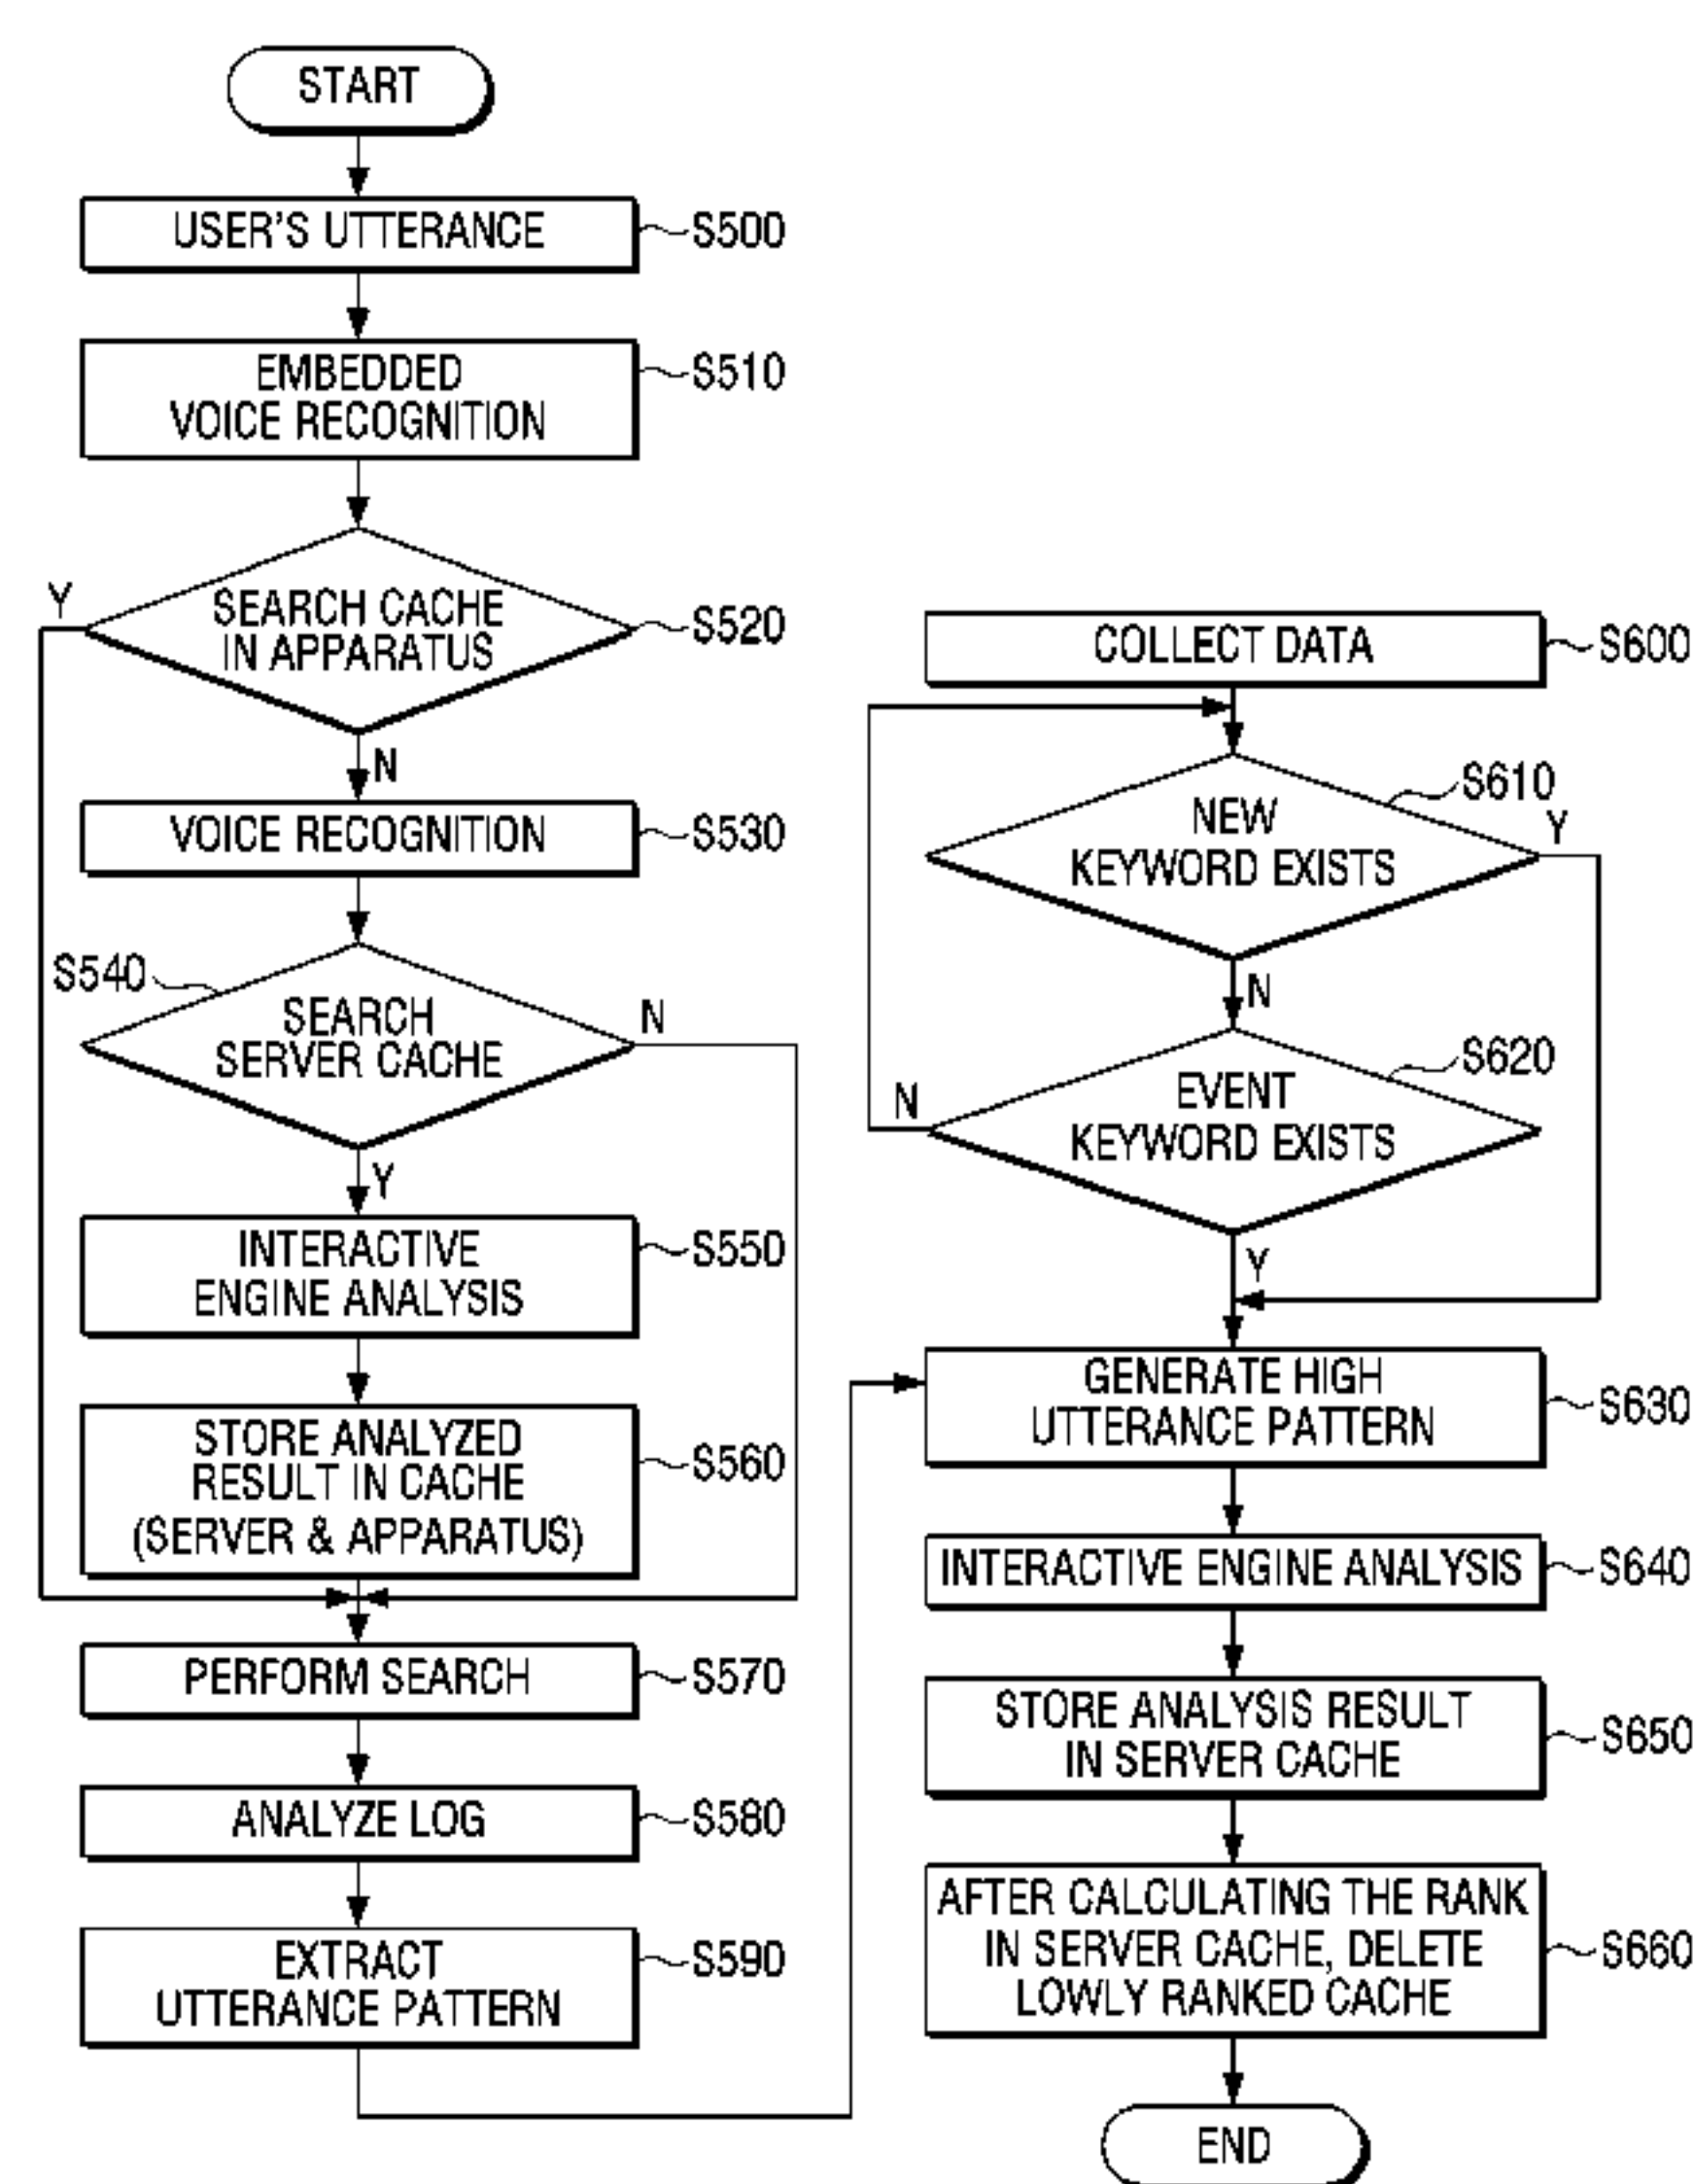 START
USER'S UTTERANCE
S500
EMBEDDED
VOICE RECOGNITION
S510
SEARCH CACHE
IN APPARATUS
S520
Y
N
VOICE RECOGNITION
S530
S540
SEARCH
SERVER CACHE
N
Y
INTERACTIVE
ENGINE ANALYSIS
S550
STORE ANALYZED
RESULT IN CACHE
(SERVER & APPARATUS)
S560
PERFORM SEARCH
S570
ANALYZE LOG
S580
EXTRACT
UTTERANCE PATTERN
S590
COLLECT DATA
S600
NEW
KEYWORD EXISTS
S610
Y
N
EVENT
KEYWORD EXISTS
S620
N
Y
GENERATE HIGH
UTTERANCE PATTERN
S630
INTERACTIVE ENGINE ANALYSIS
S640
STORE ANALYSIS RESULT
IN SERVER CACHE
S650
AFTER CALCULATING THE RANK
IN SERVER CACHE, DELETE
LOWLY RANKED CACHE
S660
END